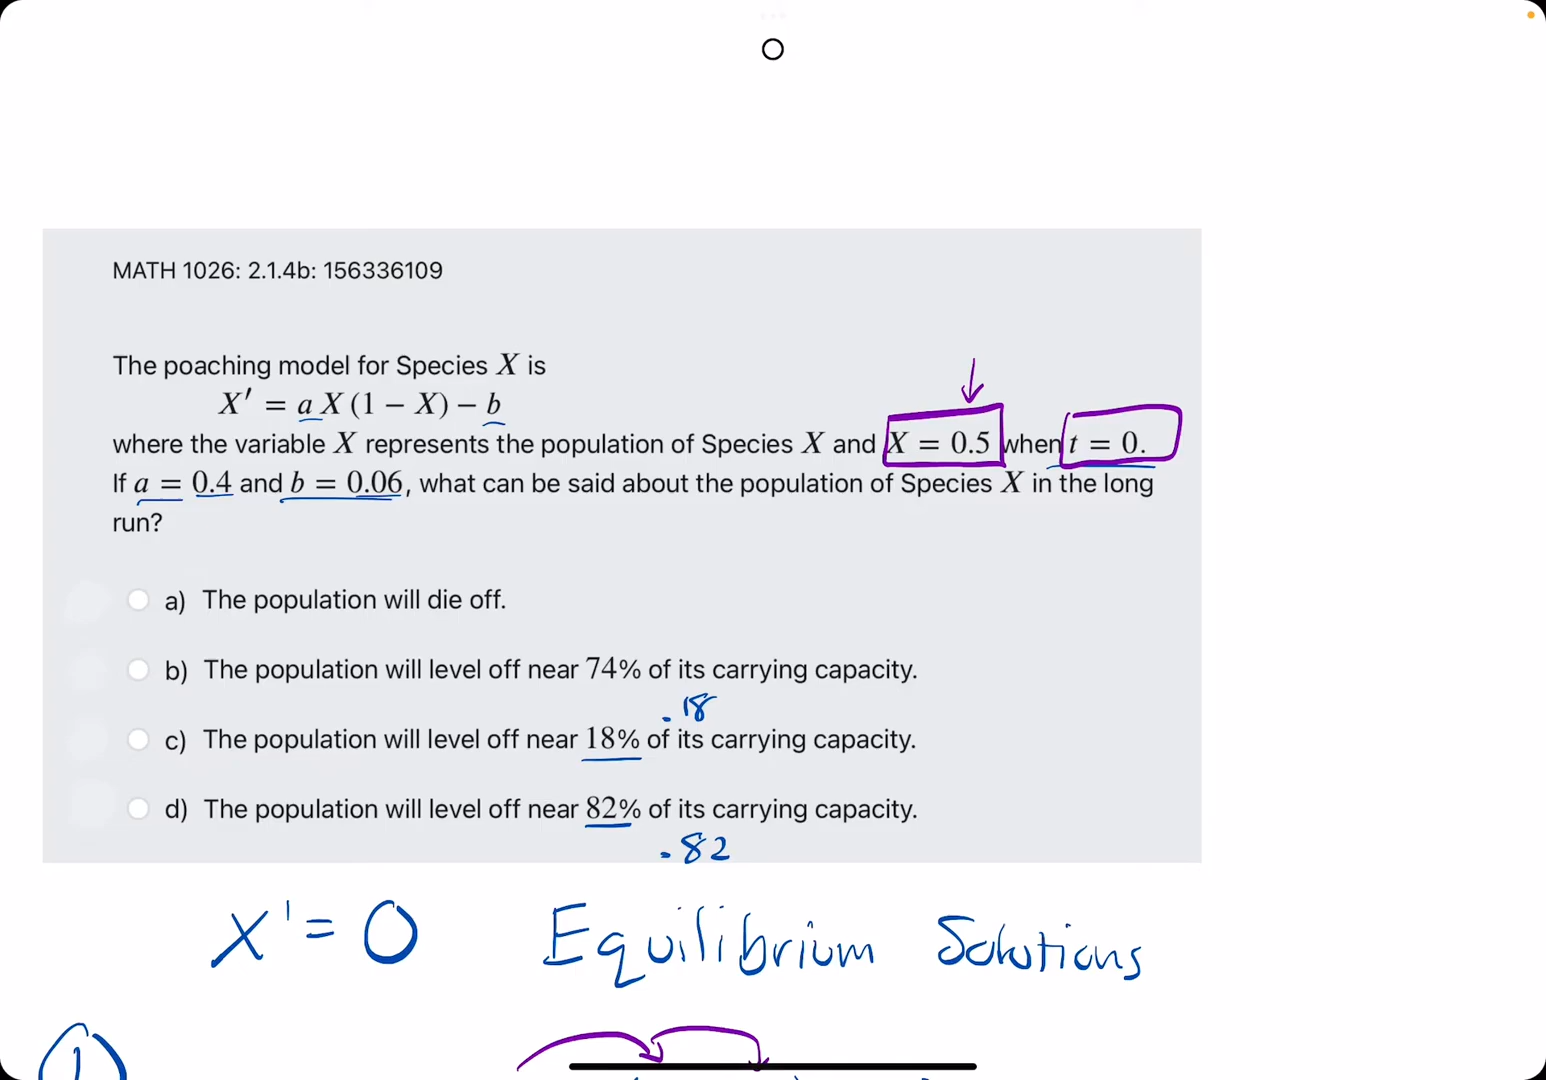 MATH 1026: 2.1.4b: 156336109
The poaching model for Species X is
X′ = a X (1 − X) − b
where the variable X represents the population of Species X and X = 0.5 when t = 0.
If a = 0.4 and b = 0.06, what can be said about the population of Species X in the long
run?
a) The population will die off.
b) The population will level off near 74% of its carrying capacity.
.18
c) The population will level off near 18% of its carrying capacity.
d) The population will level off near 82% of its carrying capacity.
.82
X' = 0 Equilibrium Solutions
1